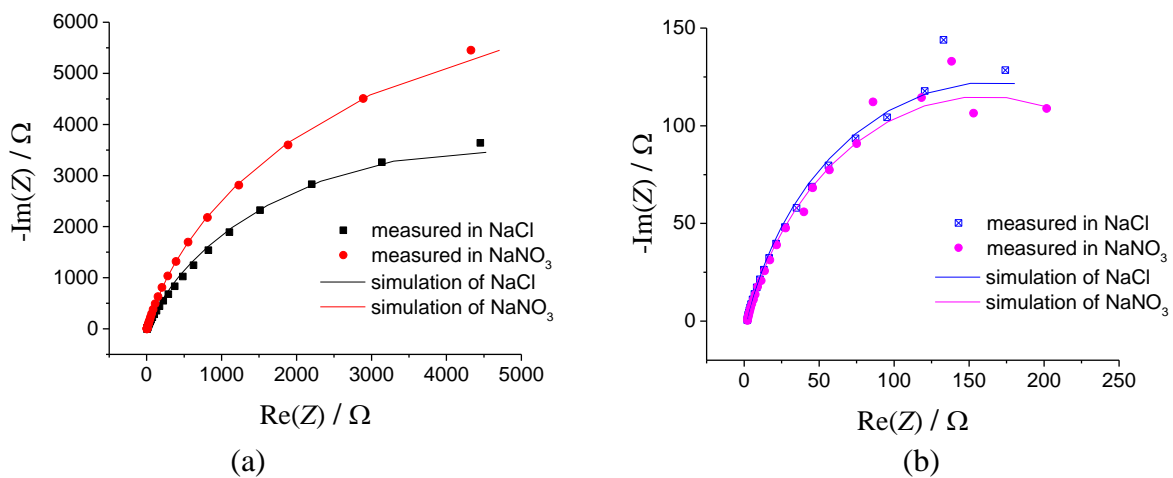 6000
5000
4000
3000
2000
1000
0
-Im(Z) / Ω
measured in NaCl
measured in NaNO₃
simulation of NaCl
simulation of NaNO₃
0 1000 2000 3000 4000 5000
Re(Z) / Ω
(a)
150
100
50
0
-Im(Z) / Ω
measured in NaCl
measured in NaNO₃
simulation of NaCl
simulation of NaNO₃
0 50 100 150 200 250
Re(Z) / Ω
(b)